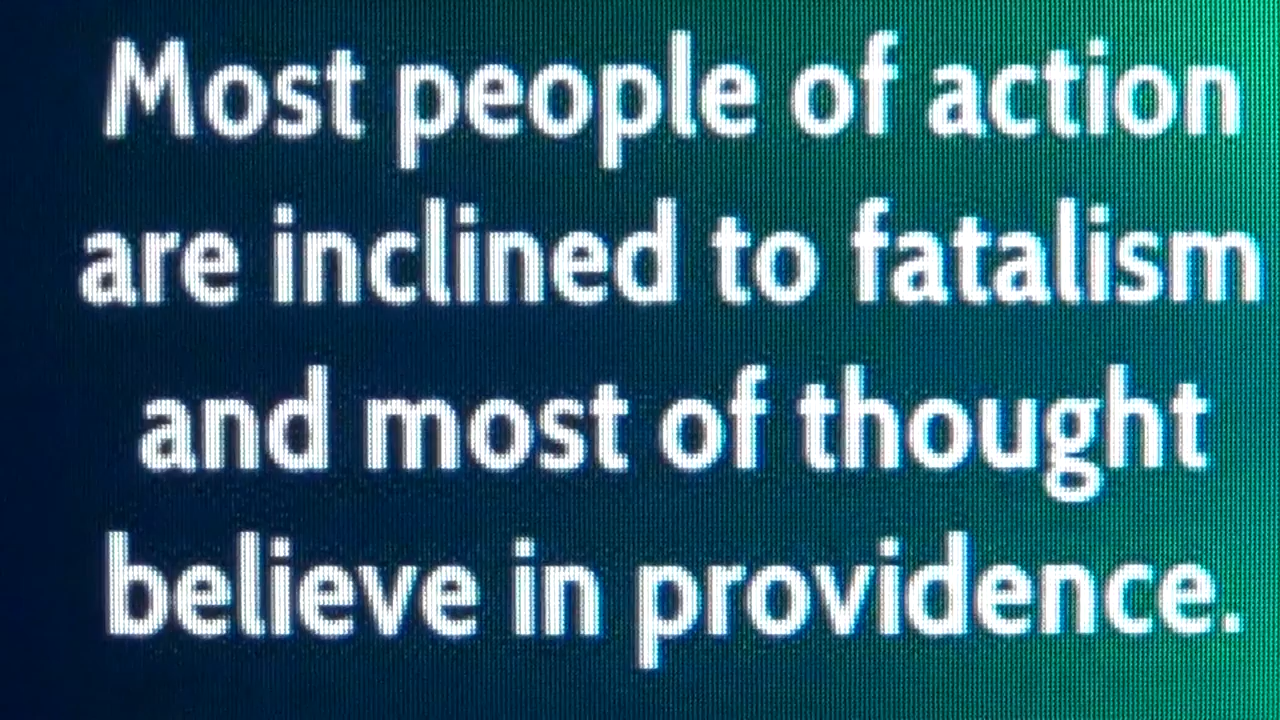 Most people of action
are inclined to fatalism
and most of thought
believe in providence.